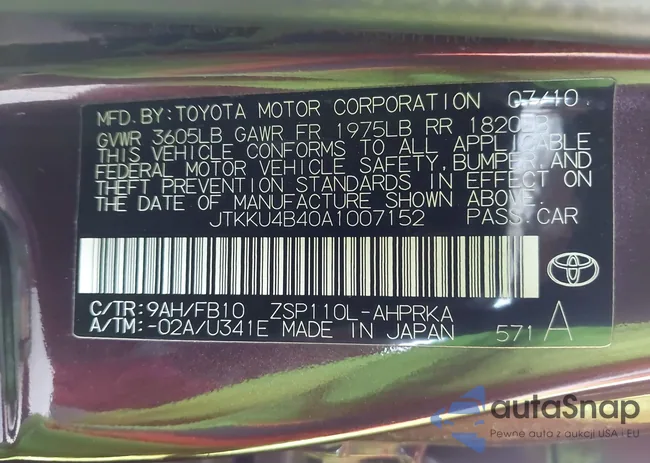 MFD. BY: TOYOTA MOTOR CORPORATION 07/10
GVWR 3605LB GAWR FR 1975LB RR 1820LB
THIS VEHICLE CONFORMS TO ALL APPLICABLE
FEDERAL MOTOR VEHICLE SAFETY, BUMPER, AND
THEFT PREVENTION STANDARDS IN EFFECT ON
THE DATE OF MANUFACTURE SHOWN ABOVE.
JTKKU4B40A1007152 PASS. CAR
C/TR: 9AH/FB10 ZSP110L-AHPRKA
A/TM: -02A/U341E MADE IN JAPAN 571 A
TOYOTA
autaSnap
Pewne auta z aukcji USA i EU